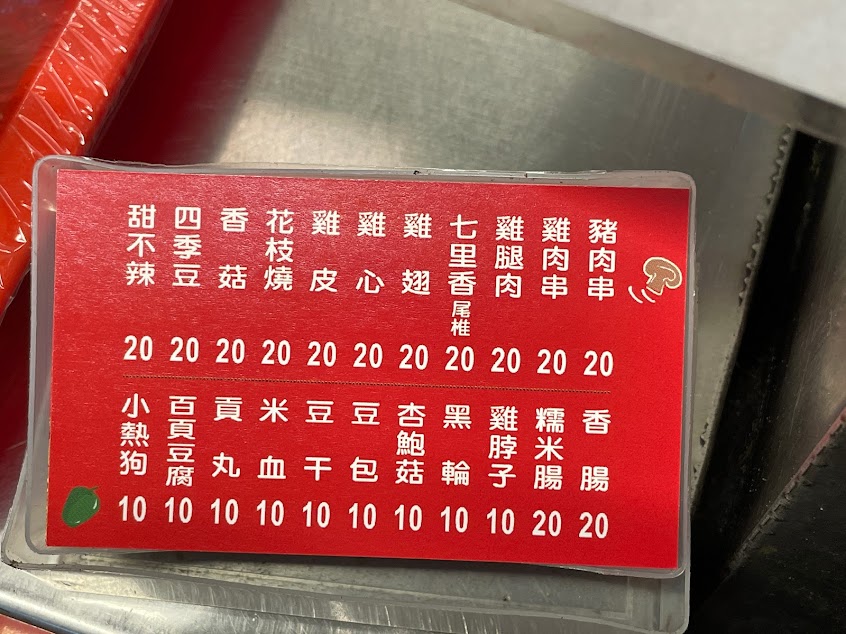 豬肉串 20
雞肉串 20
雞腿肉 20
七里香尾椎 20
雞翅 20
雞心 20
雞皮 20
花枝燒 20
香菇 20
四季豆 20
甜不辣 20
香腸 20
糯米腸 20
雞脖子 10
黑輪 10
杏鮑菇 10
豆包 10
豆干 10
米血 10
貢丸 10
百頁豆腐 10
小熱狗 10